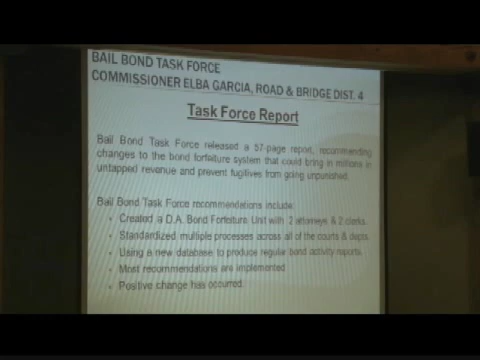 BAIL BOND TASK FORCE
COMMISSIONER ELBA GARCIA, ROAD & BRIDGE DIST. 4
Task Force Report
Bail Bond Task Force released a 57-page report, recommending
changes to the bond forfeiture system that could bring in millions in
untapped revenue and prevent fugitives from going unpunished.
Bail Bond Task Force recommendations include:
• Created a D.A. Bond Forfeiture Unit with 2 attorneys & 2 clerks.
• Standardized multiple processes across all of the courts & depts.
• Using a new database to produce regular bond activity reports.
• Most recommendations are implemented
• Positive change has occurred.